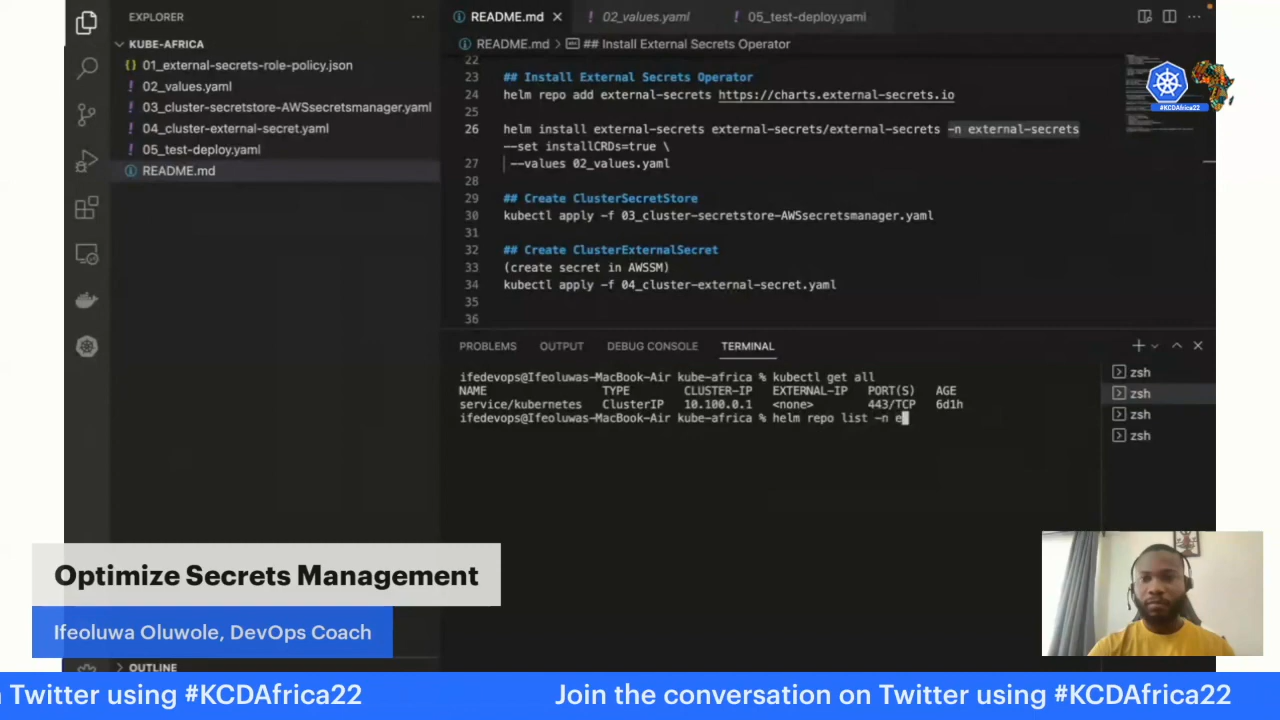 EXPLORER
KUBE-AFRICA
{} 01_external-secrets-role-policy.json
! 02_values.yaml
! 03_cluster-secretstore-AWSsecretsmanager.yaml
! 04_cluster-external-secret.yaml
! 05_test-deploy.yaml
README.md
OUTLINE
README.md
! 02_values.yaml
! 05_test-deploy.yaml
README.md > ## Install External Secrets Operator
22
23 ## Install External Secrets Operator
24 helm repo add external-secrets https://charts.external-secrets.io
25
26 helm install external-secrets external-secrets/external-secrets -n external-secrets
--set installCRDs=true \
27 --values 02_values.yaml
28
29 ## Create ClusterSecretStore
30 kubectl apply -f 03_cluster-secretstore-AWSsecretsmanager.yaml
31
32 ## Create ClusterExternalSecret
33 (create secret in AWSSM)
34 kubectl apply -f 04_cluster-external-secret.yaml
35
36
#KCDAfrica22
PROBLEMS OUTPUT DEBUG CONSOLE TERMINAL
ifedevops@Ifeoluwas-MacBook-Air kube-africa % kubectl get all
NAME TYPE CLUSTER-IP EXTERNAL-IP PORT(S) AGE
service/kubernetes ClusterIP 10.100.0.1 <none> 443/TCP 6d1h
ifedevops@Ifeoluwas-MacBook-Air kube-africa % helm repo list -n e
zsh
zsh
zsh
zsh
Optimize Secrets Management
Ifeoluwa Oluwole, DevOps Coach
Twitter using #KCDAfrica22 Join the conversation on Twitter using #KCDAfrica22